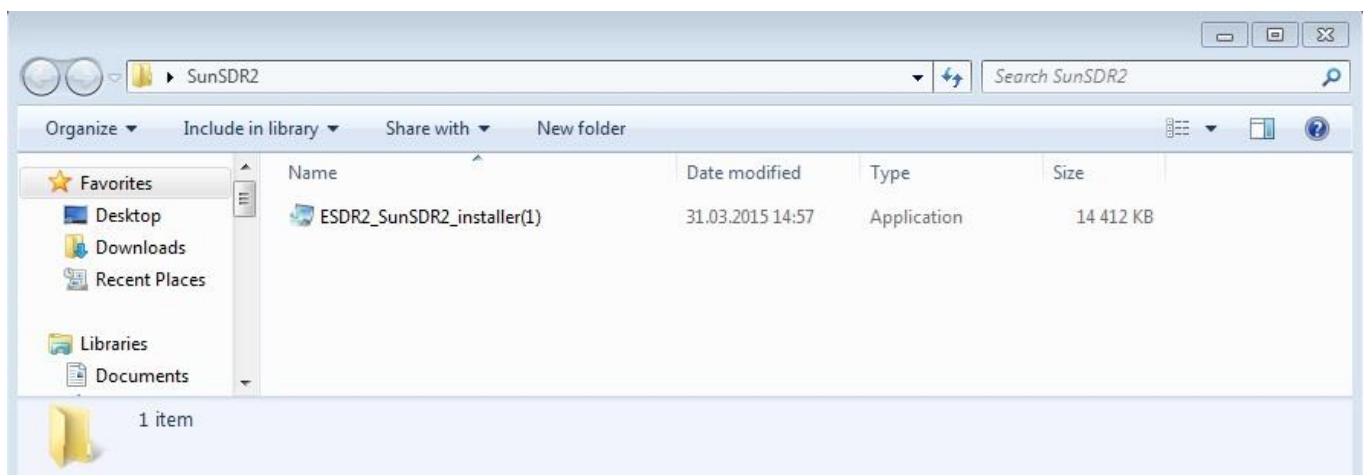 SunSDR2 Search SunSDR2
Organize Include in library Share with New folder
Favorites
Desktop
Downloads
Recent Places
Libraries
Documents
Name Date modified Type Size
ESDR2_SunSDR2_installer(1) 31.03.2015 14:57 Application 14 412 KB
1 item